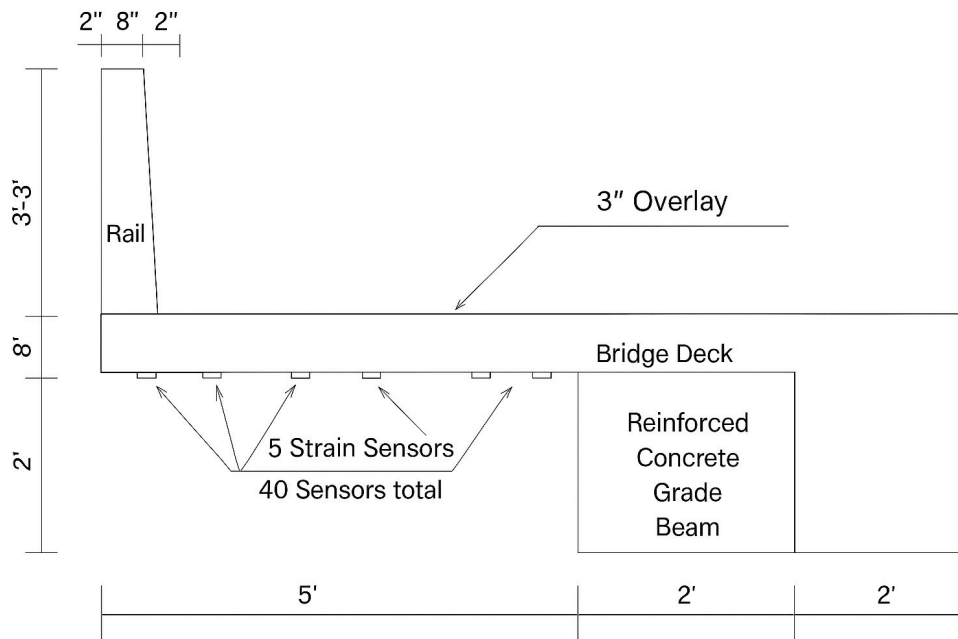 2" 8" 2"
3'-3'
Rail
3" Overlay
8'
Bridge Deck
2'
5 Strain Sensors
40 Sensors total
Reinforced
Concrete
Grade
Beam
5' 2' 2'